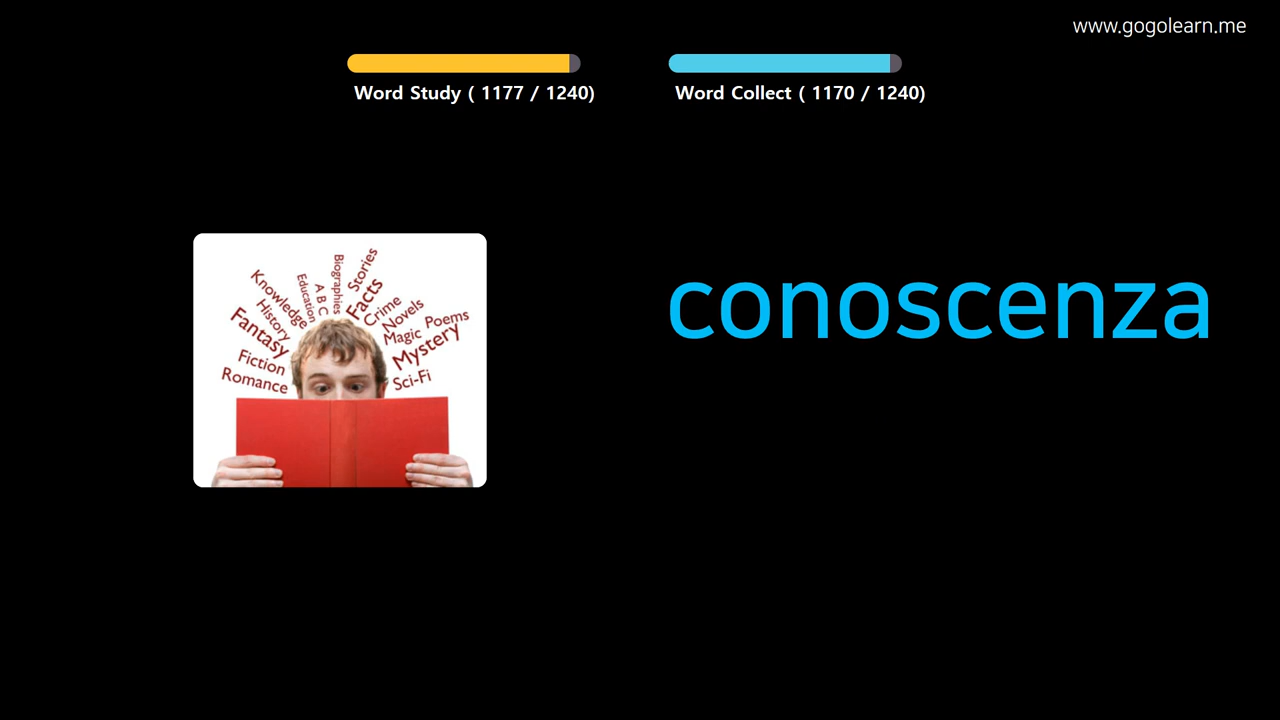 www.gogolearn.me
Word Study ( 1177 / 1240)
Word Collect ( 1170 / 1240)
conoscenza
Knowledge
History
Fantasy
Fiction
Romance
Education
A B C
Biographies
Stories
Facts
Crime
Novels
Magic
Poems
Mystery
Sci-Fi